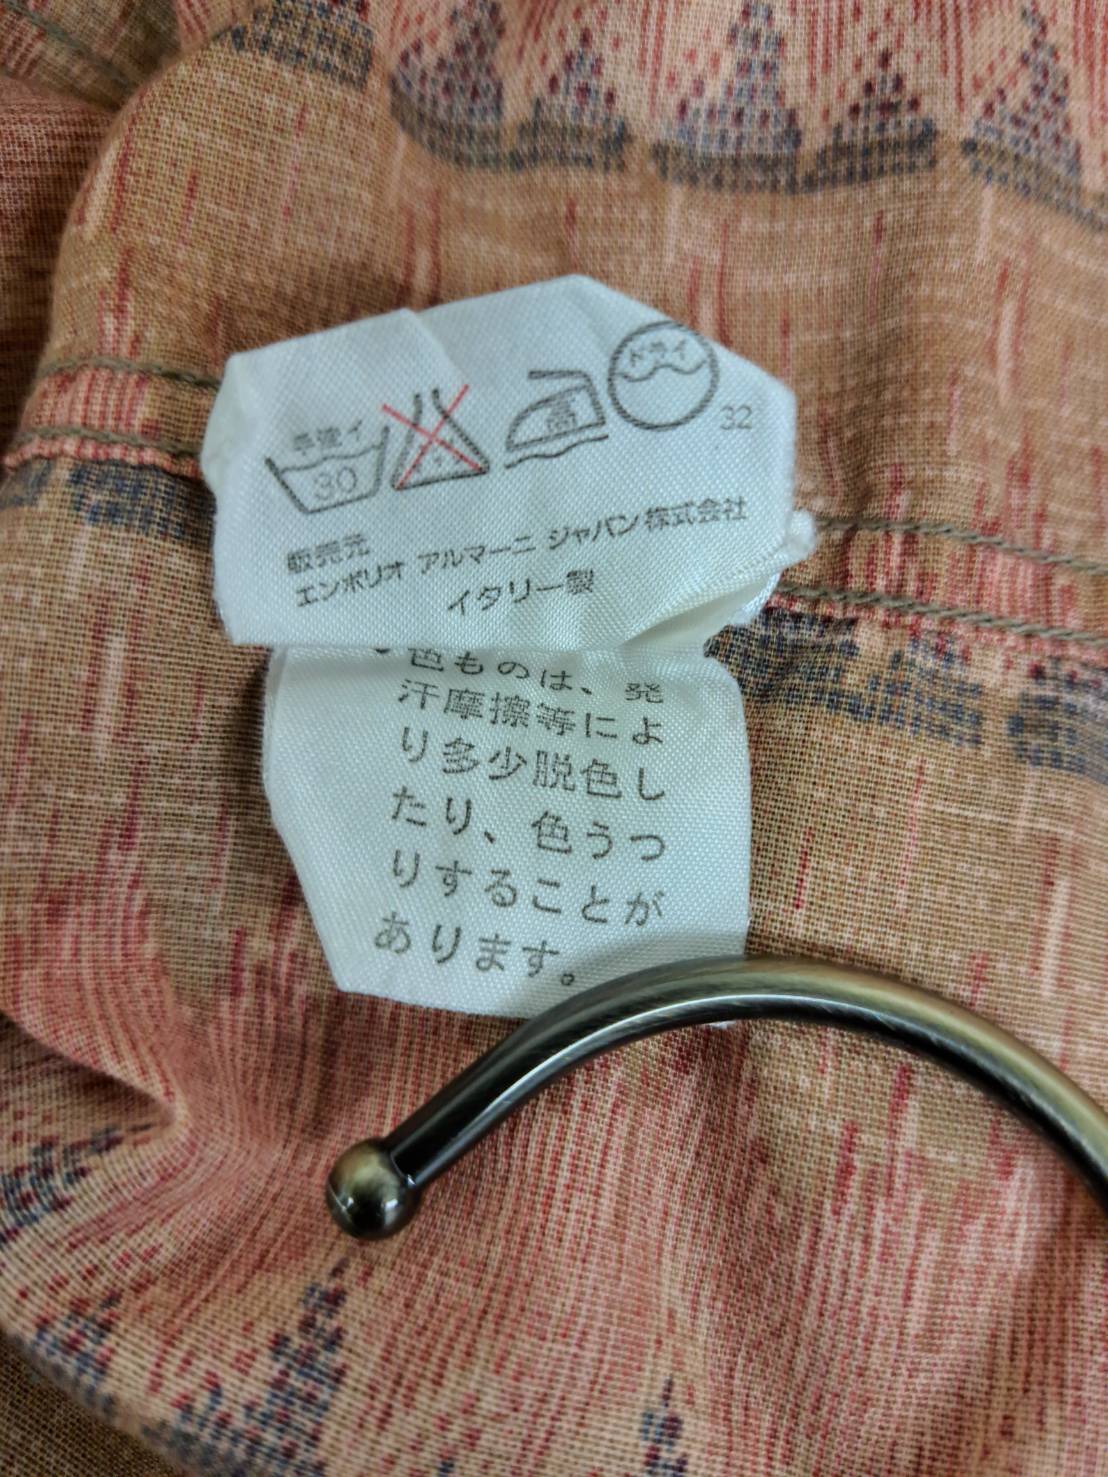 ドライ
高
手洗イ
30
32
販売元
エンポリオ アルマーニ ジャパン株式会社
イタリー製
色ものは、発
汗摩擦等によ
り多少脱色し
たり、色うつ
りすることが
あります。